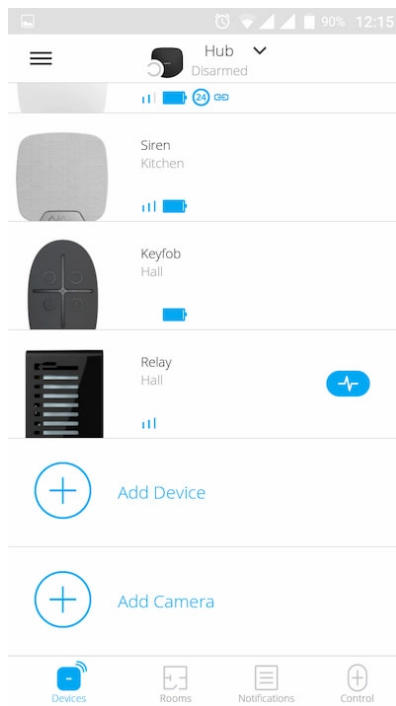 90% 12:15
Hub
Disarmed
24
Siren
Kitchen
Keyfob
Hall
Relay
Hall
Add Device
Add Camera
Devices Rooms Notifications Control